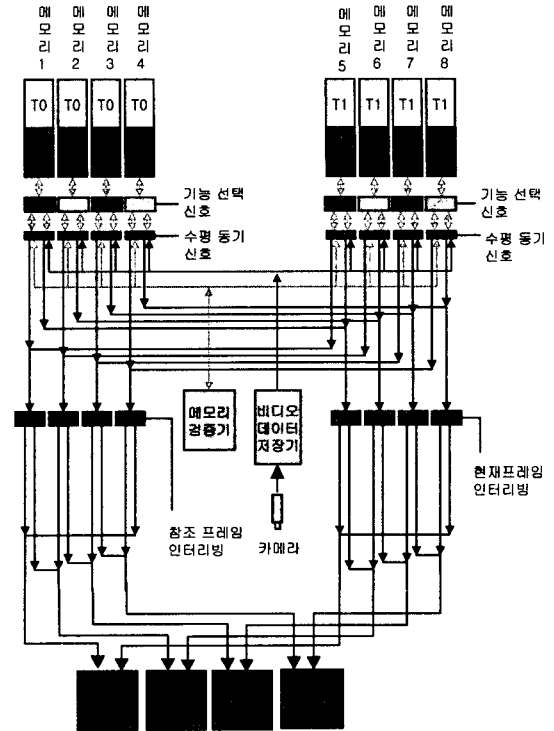 메모리 1
메모리 2
메모리 3
메모리 4
메모리 5
메모리 6
메모리 7
메모리 8
T0
T0
T0
T0
T1
T1
T1
T1
기능 선택
신호
기능 선택
신호
수평 동기
신호
수평 동기
신호
메모리
검증기
비디오
데이터
저장기
현재프레임
인터리빙
참조 프레임
인터리빙
카메라